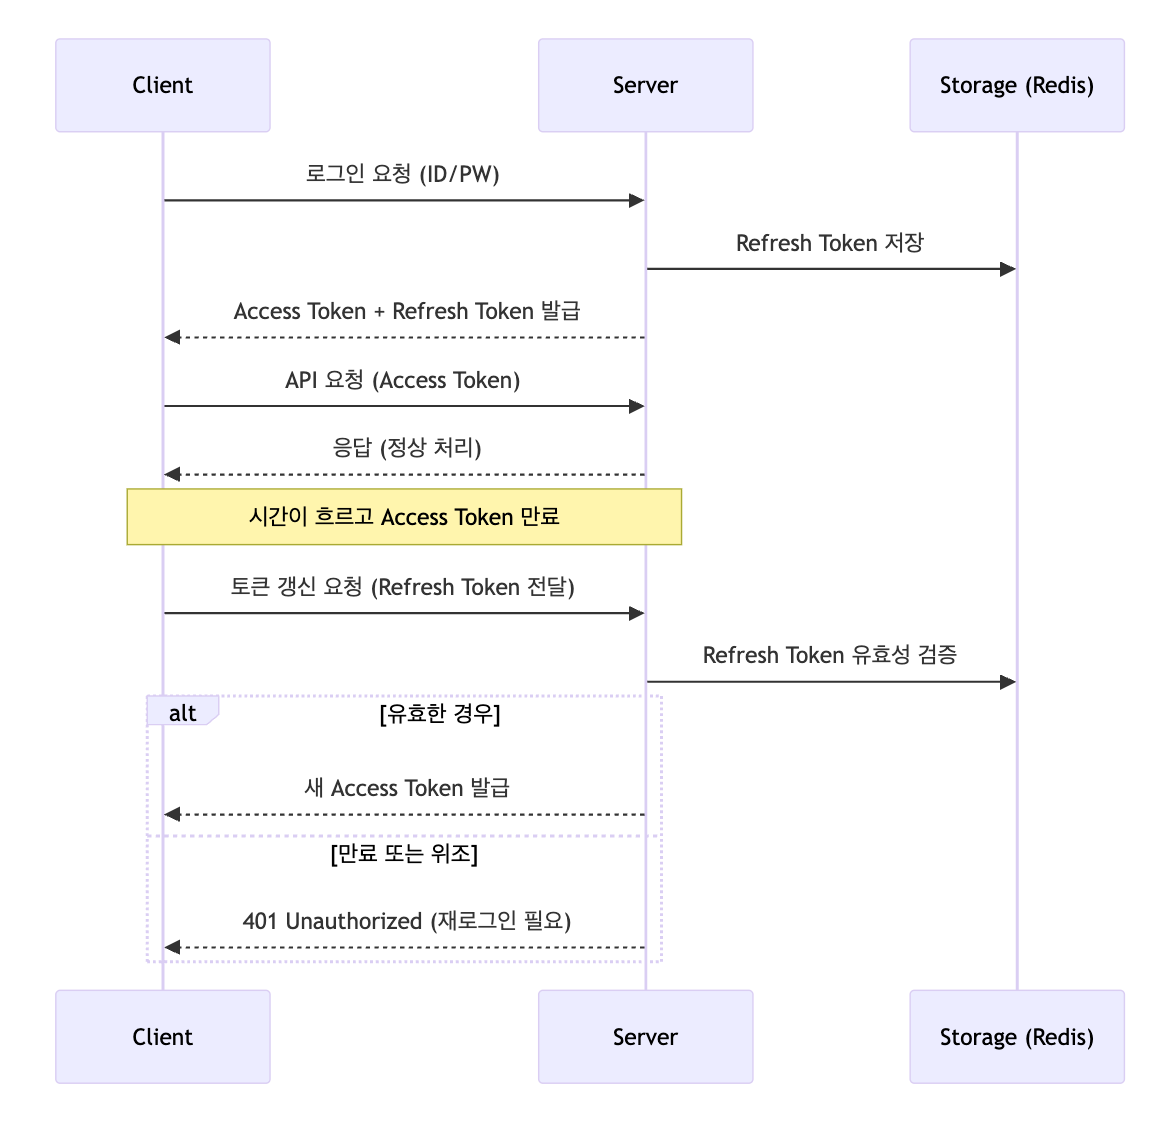 Client
Server
Storage (Redis)
로그인 요청 (ID/PW)
Refresh Token 저장
Access Token + Refresh Token 발급
API 요청 (Access Token)
응답 (정상 처리)
시간이 흐르고 Access Token 만료
토큰 갱신 요청 (Refresh Token 전달)
Refresh Token 유효성 검증
alt
[유효한 경우]
새 Access Token 발급
[만료 또는 위조]
401 Unauthorized (재로그인 필요)
Client
Server
Storage (Redis)